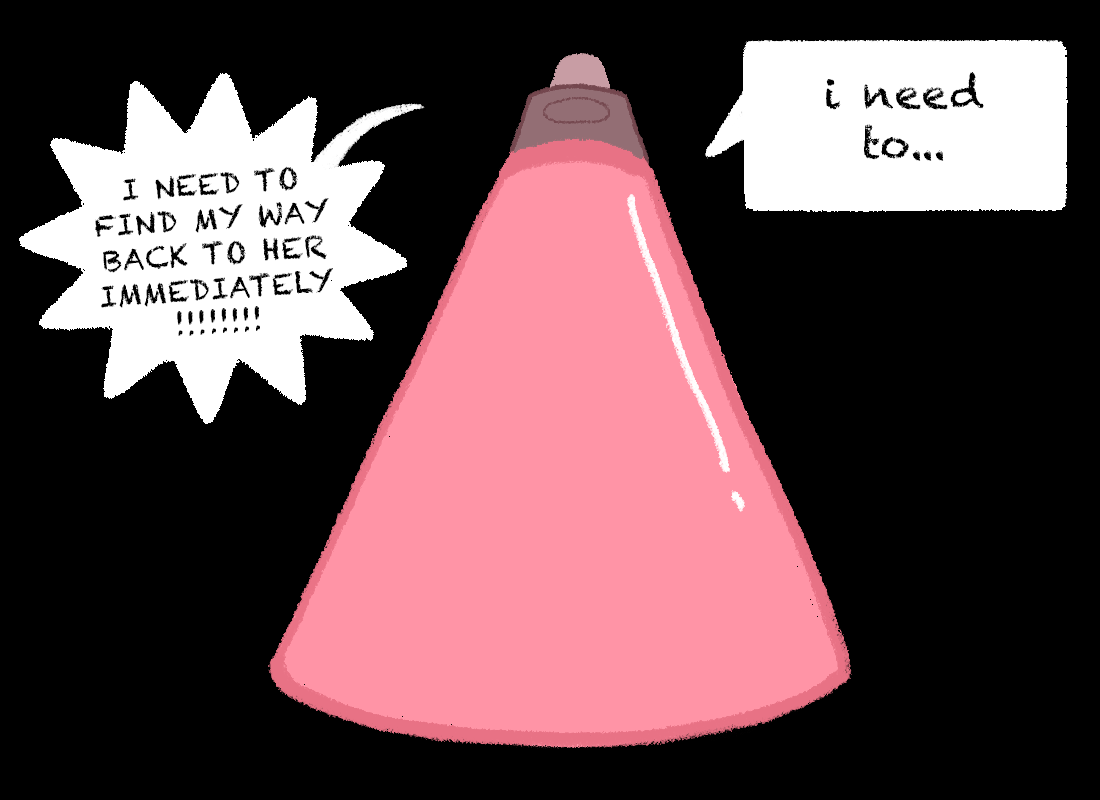 I NEED TO
FIND MY WAY
BACK TO HER
IMMEDIATELY
!!!!!!!!
i need
to...